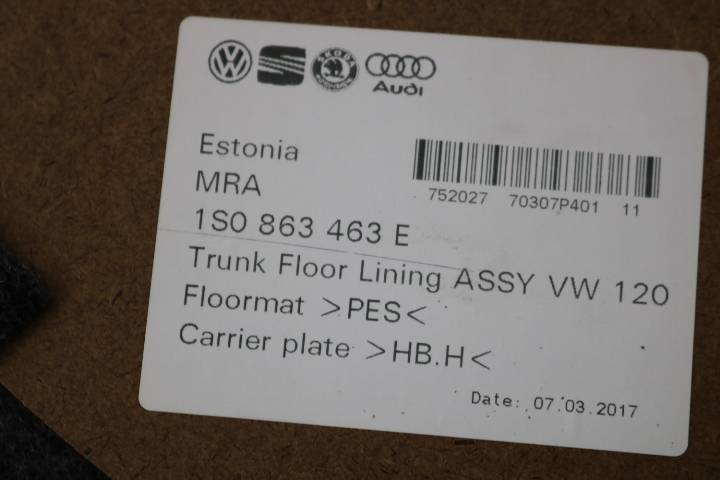 SKODA
Audi
Estonia
MRA
752027 70307P401 11
1S0 863 463 E
Trunk Floor Lining ASSY VW 120
Floormat >PES<
Carrier plate >HB.H<
Date: 07.03.2017